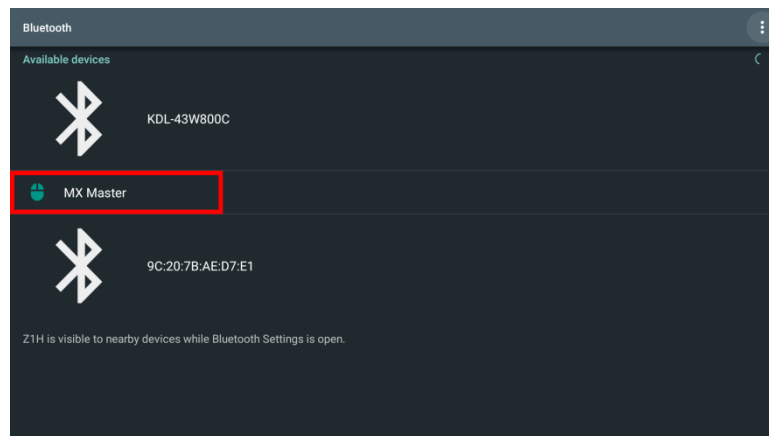 Bluetooth
Available devices
KDL-43W800C
MX Master
9C:20:7B:AE:D7:E1
Z1H is visible to nearby devices while Bluetooth Settings is open.